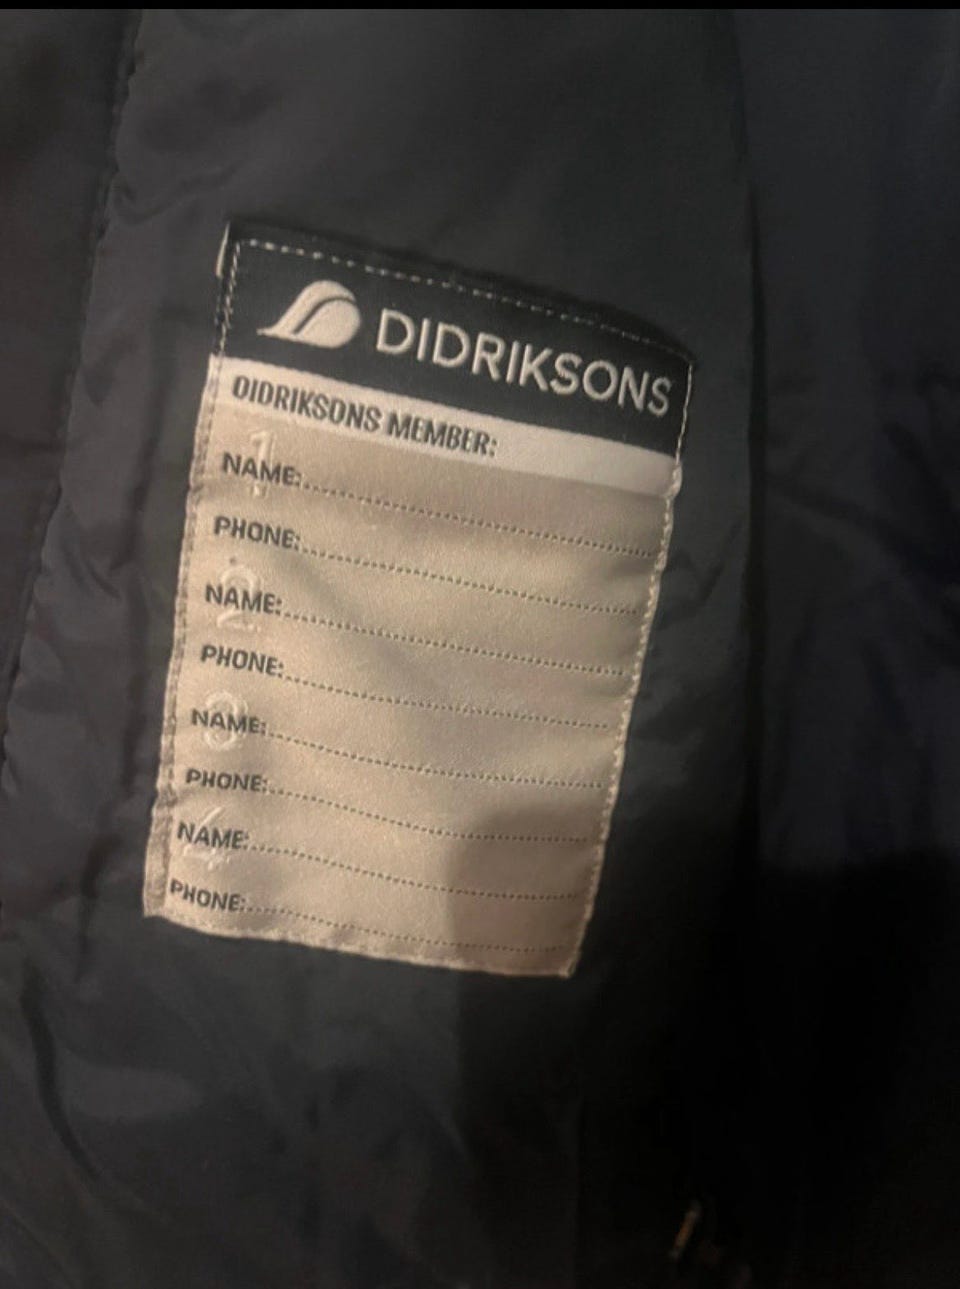 DIDRIKSONS
DIDRIKSONS MEMBER:
1.
NAME:
PHONE:
2.
NAME:
PHONE:
3.
NAME:
PHONE:
4.
NAME:
PHONE: